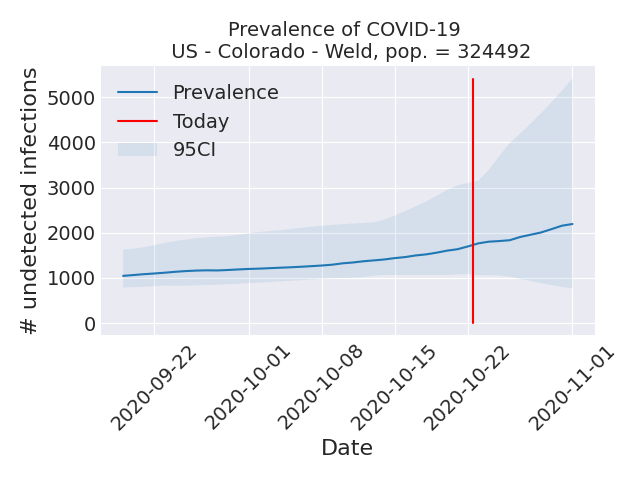 Prevalence of COVID-19
US - Colorado - Weld, pop. = 324492
# undetected infections
5000
4000
3000
2000
1000
0
Prevalence
Today
95CI
2020-09-22
2020-10-01
2020-10-08
2020-10-15
2020-10-22
2020-11-01
Date